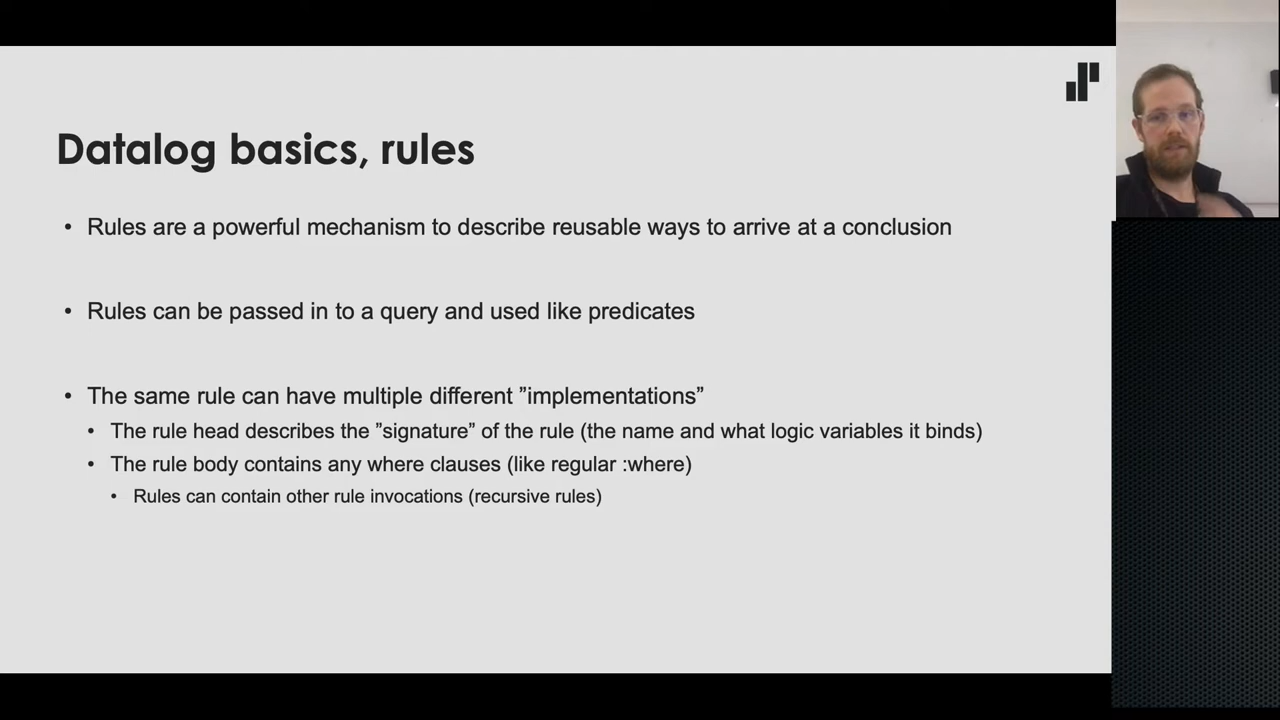 Datalog basics, rules
• Rules are a powerful mechanism to describe reusable ways to arrive at a conclusion
• Rules can be passed in to a query and used like predicates
• The same rule can have multiple different ”implementations”
• The rule head describes the ”signature” of the rule (the name and what logic variables it binds)
• The rule body contains any where clauses (like regular :where)
• Rules can contain other rule invocations (recursive rules)